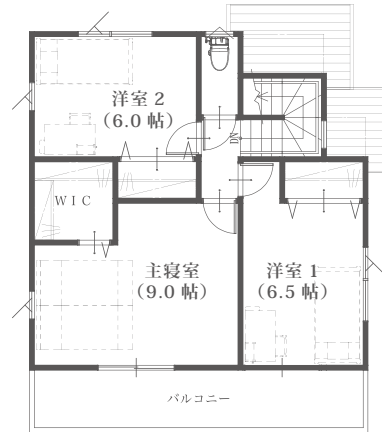 洋室 2
（6.0 帖）
DN
WIC
主寝室
（9.0 帖）
洋室 1
（6.5 帖）
バルコニー